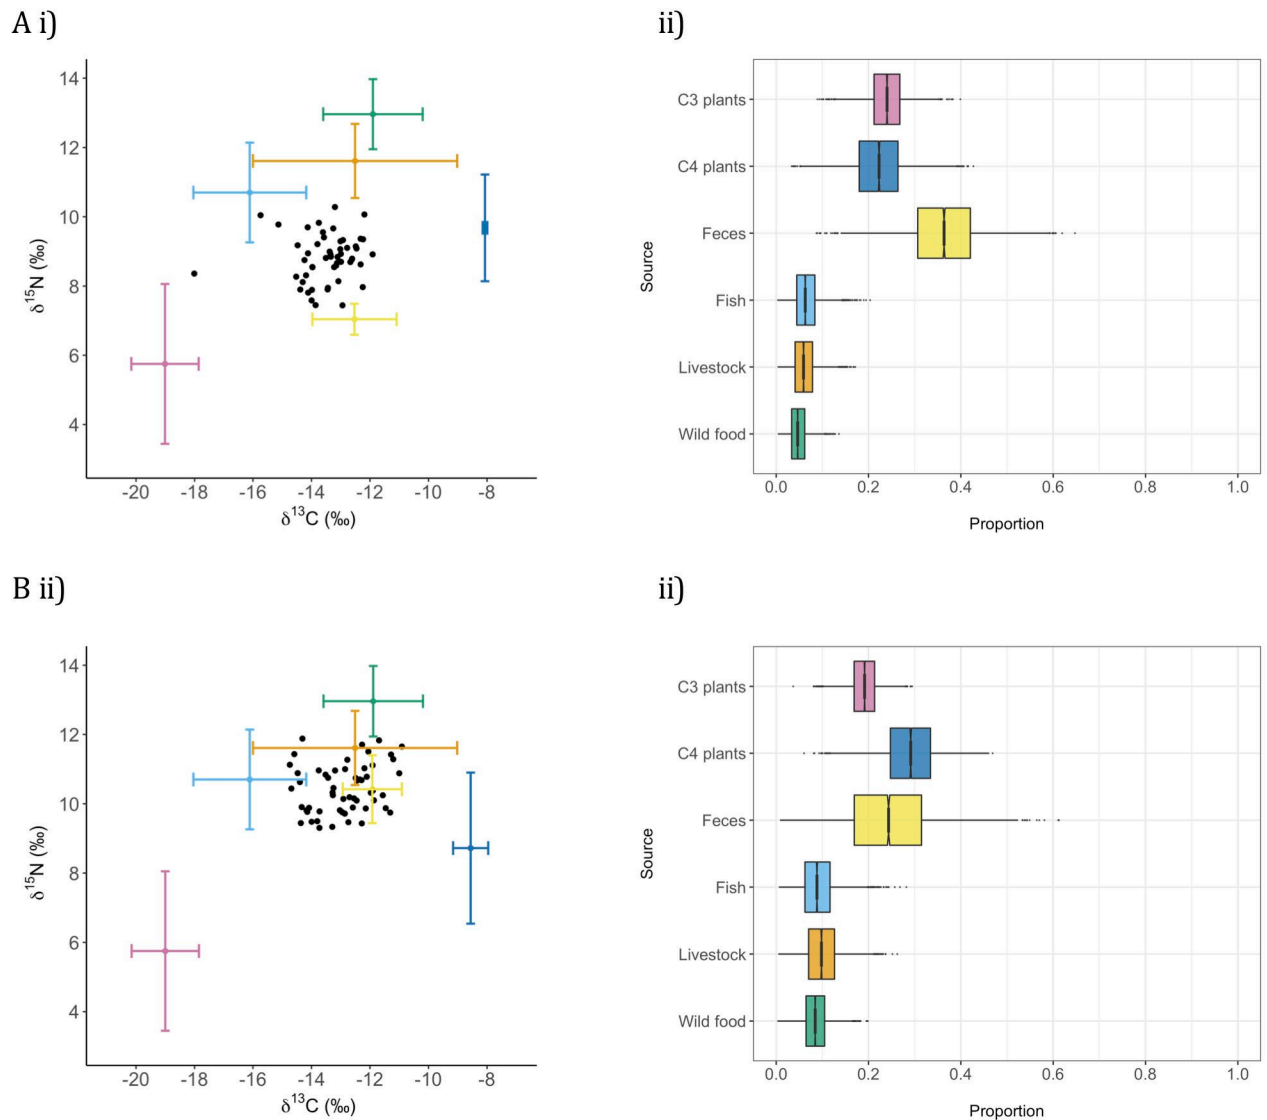 A i)
14
12
10
8
6
4
δ15N (‰)
-20 -18 -16 -14 -12 -10 -8
δ13C (‰)
ii)
Source
C3 plants
C4 plants
Feces
Fish
Livestock
Wild food
0.0 0.2 0.4 0.6 0.8 1.0
Proportion
B ii)
14
12
10
8
6
4
δ15N (‰)
-20 -18 -16 -14 -12 -10 -8
δ13C (‰)
ii)
Source
C3 plants
C4 plants
Feces
Fish
Livestock
Wild food
0.0 0.2 0.4 0.6 0.8 1.0
Proportion